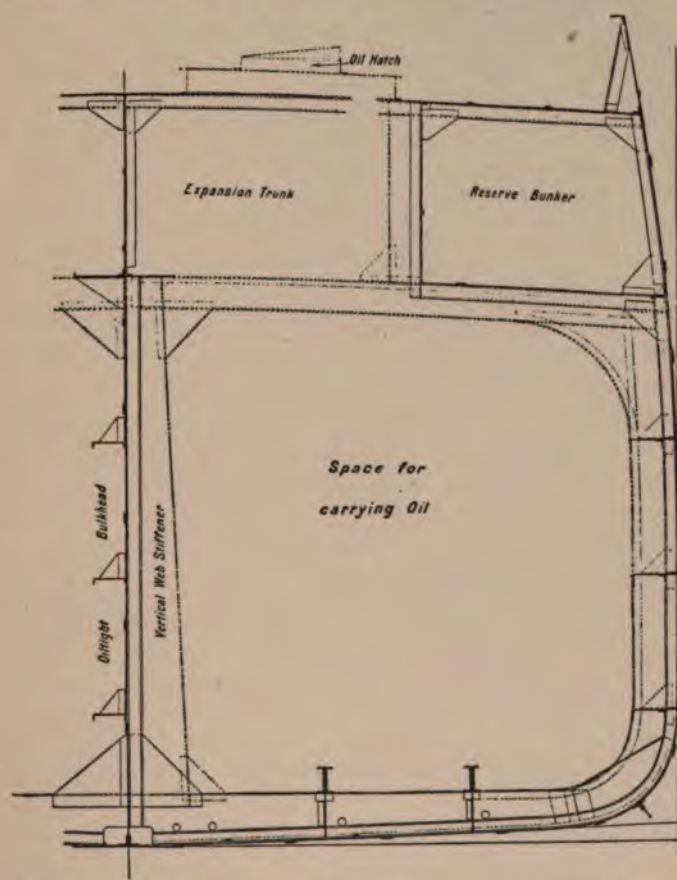 Oil Hatch
Expansion Trunk
Reserve Bunker
Space for
carrying Oil
Oiltight Bulkhead
Vertical Web Stiffener